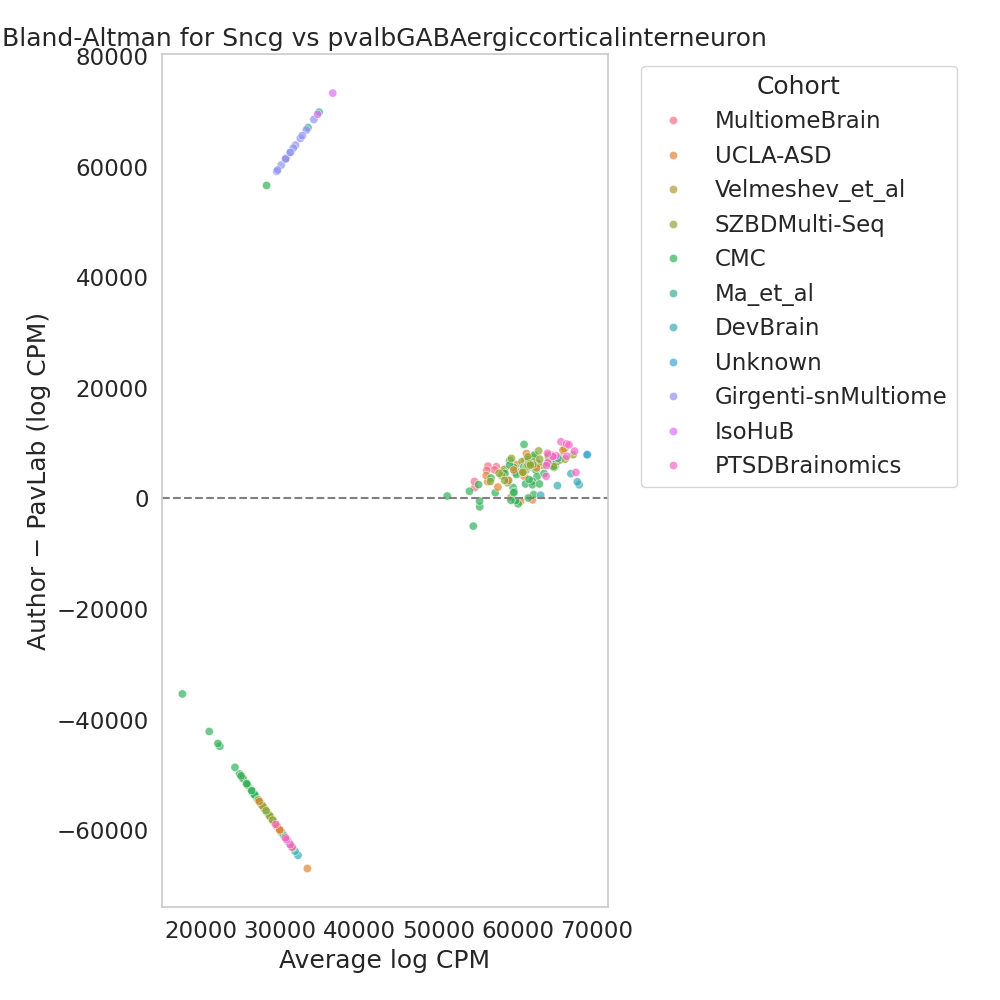 Bland-Altman for Sncg vs pvalbGABAergiccorticalinterneuron
Author − PavLab (log CPM)
80000
60000
40000
20000
0
−20000
−40000
−60000
20000 30000 40000 50000 60000 70000
Average log CPM
Cohort
MultiomeBrain
UCLA-ASD
Velmeshev_et_al
SZBDMulti-Seq
CMC
Ma_et_al
DevBrain
Unknown
Girgenti-snMultiome
IsoHuB
PTSDBrainomics